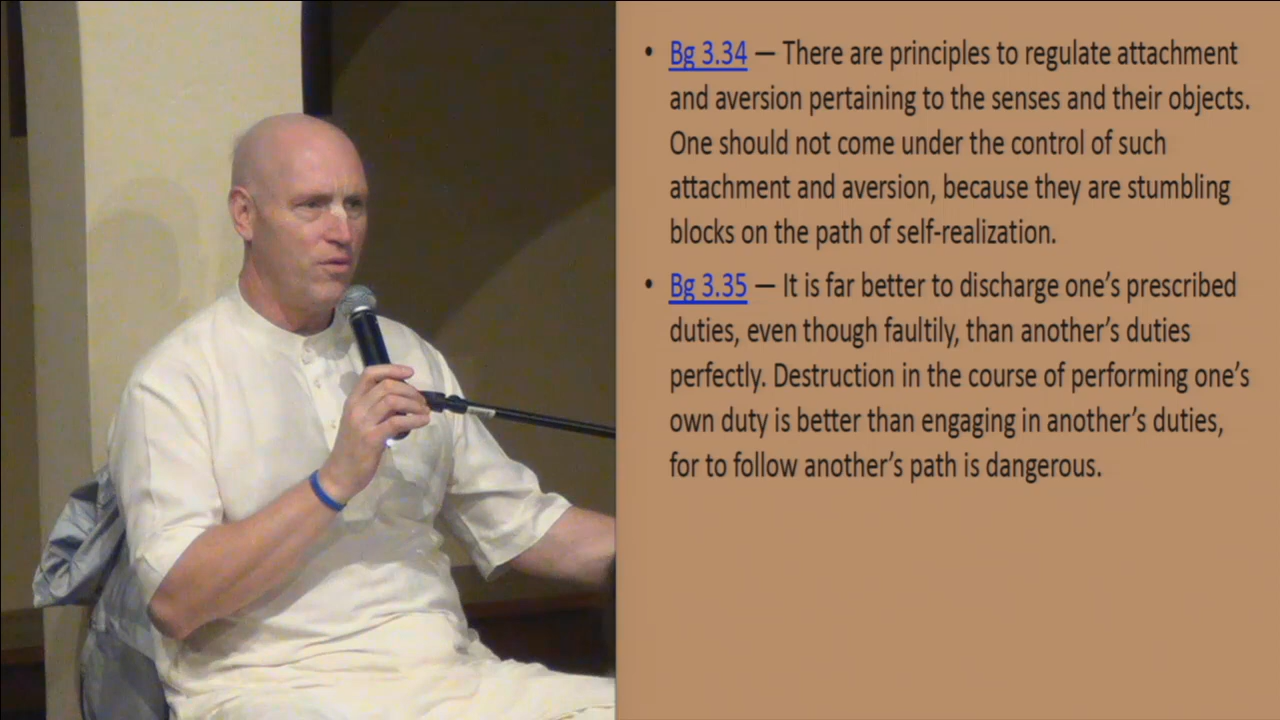 • Bg 3.34 — There are principles to regulate attachment
and aversion pertaining to the senses and their objects.
One should not come under the control of such
attachment and aversion, because they are stumbling
blocks on the path of self-realization.
• Bg 3.35 — It is far better to discharge one’s prescribed
duties, even though faultily, than another’s duties
perfectly. Destruction in the course of performing one’s
own duty is better than engaging in another’s duties,
for to follow another’s path is dangerous.